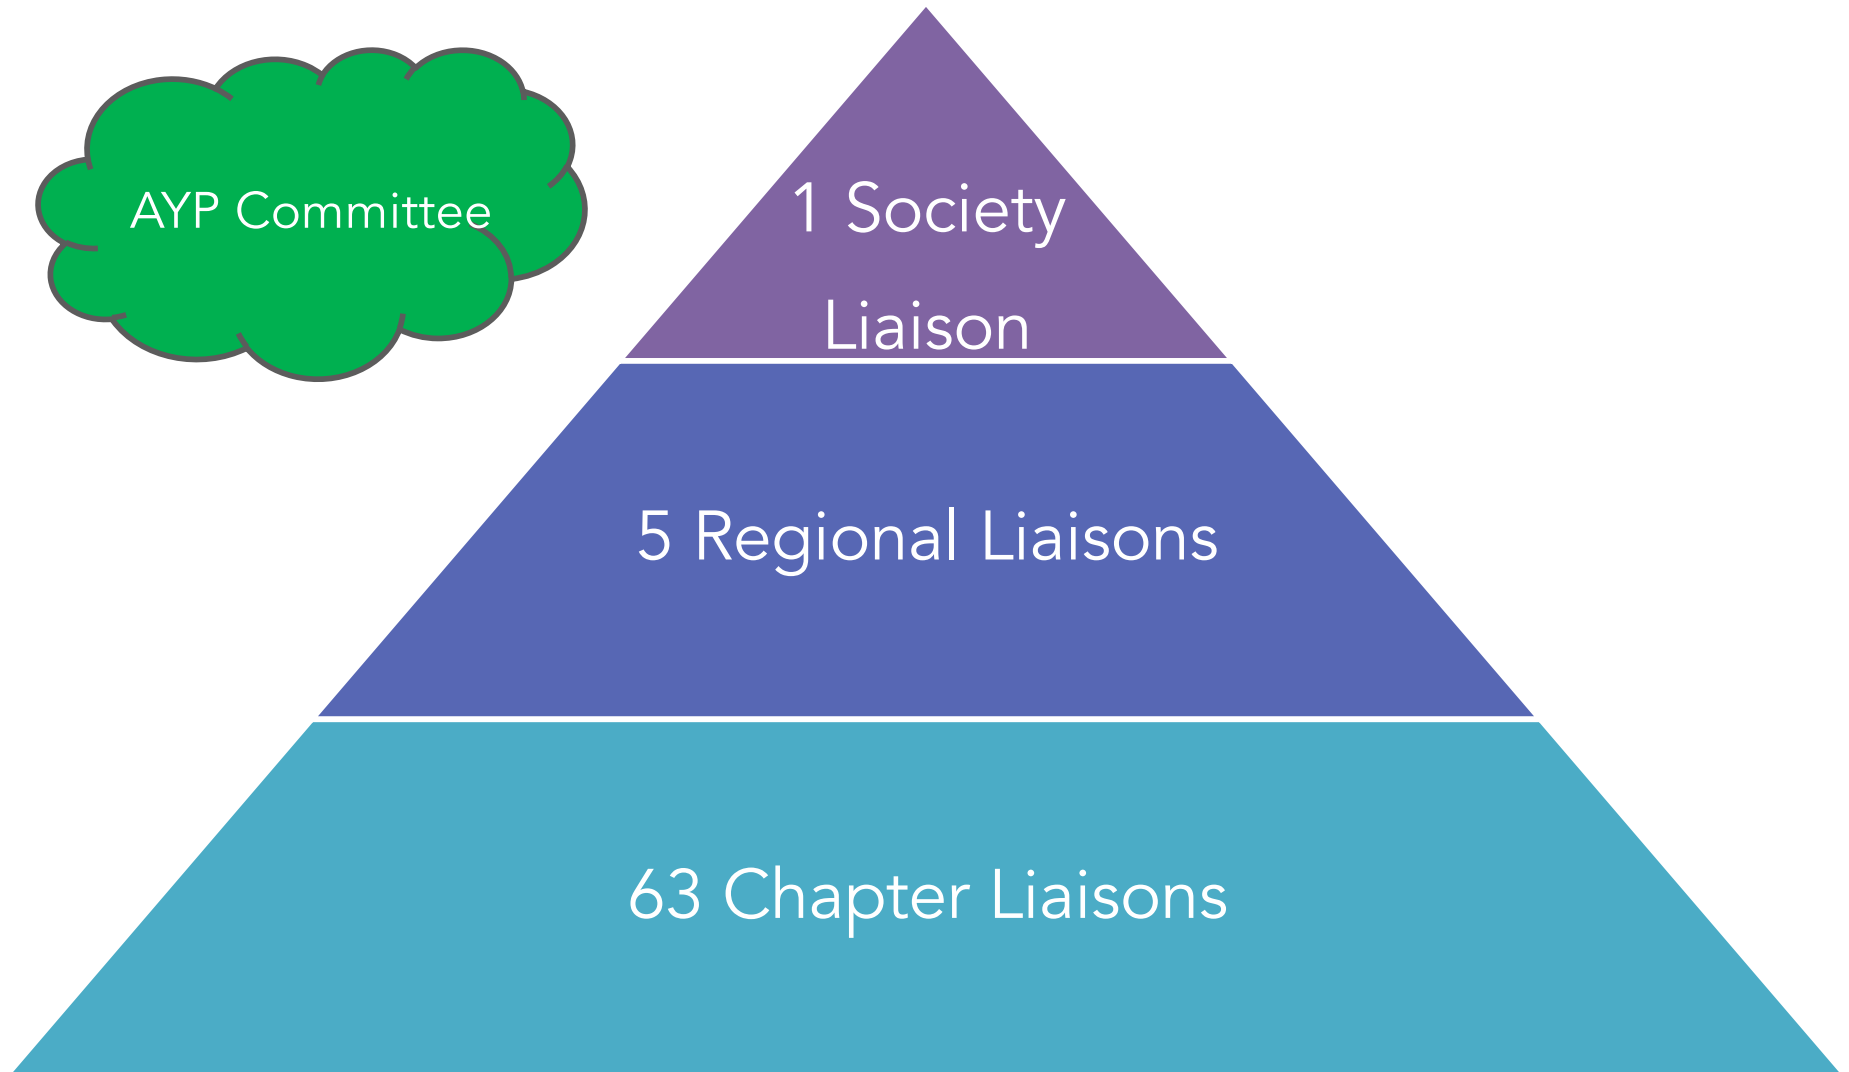 AYP Committee
1 Society
Liaison
5 Regional Liaisons
63 Chapter Liaisons